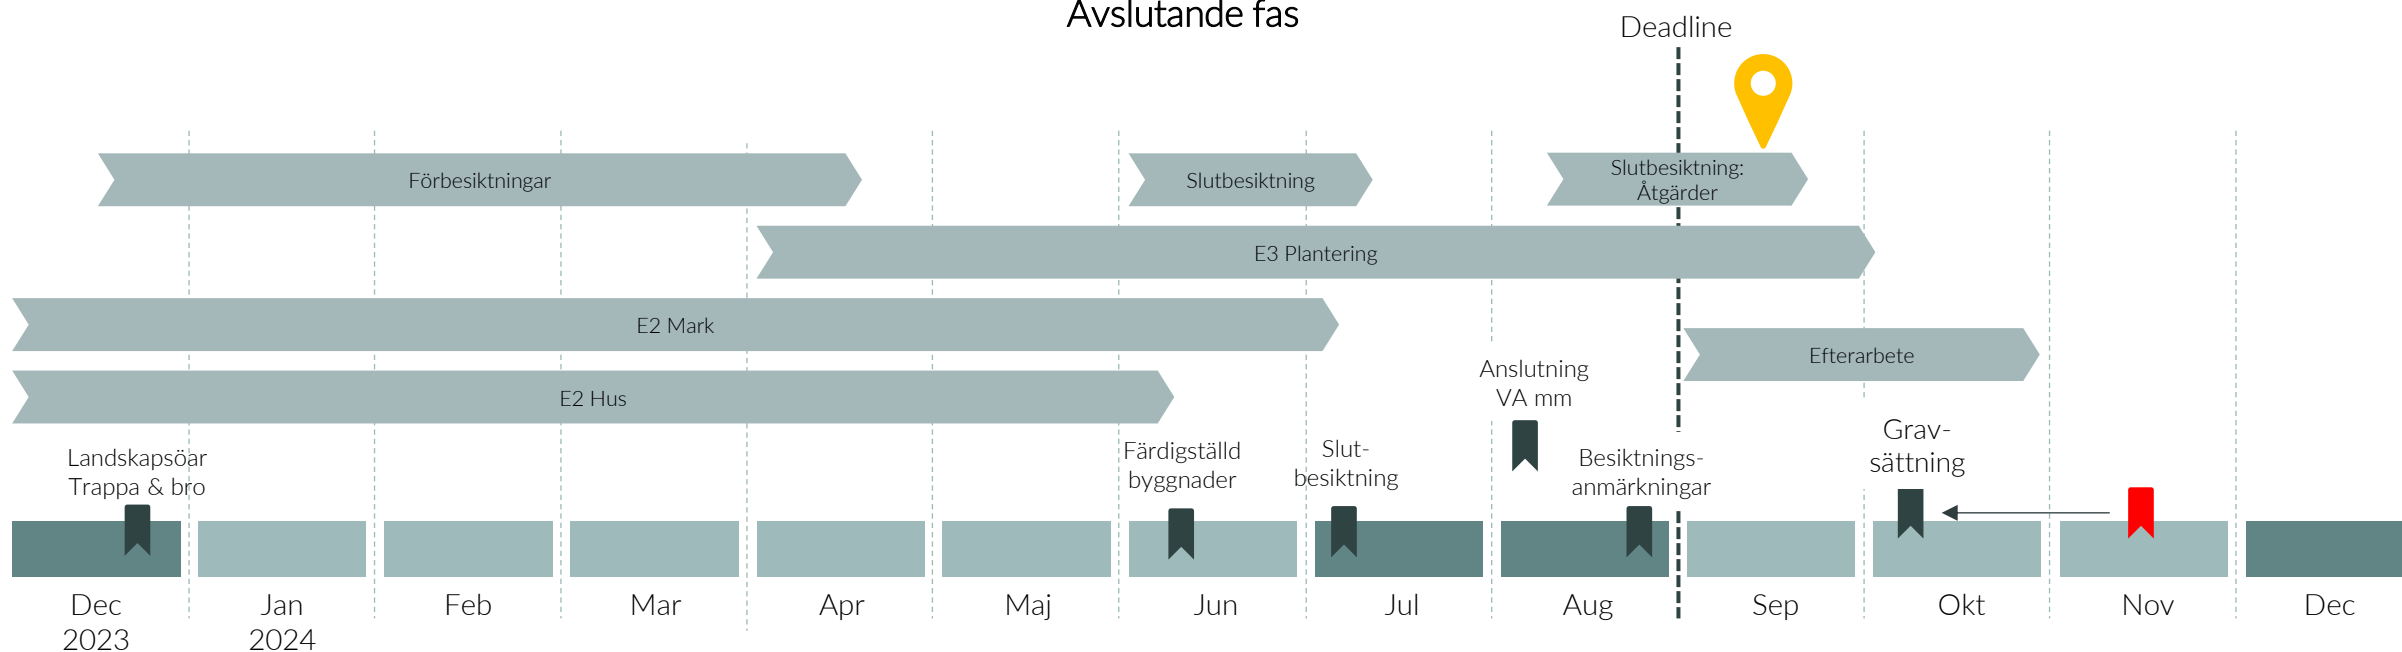 Avslutande fas
Deadline
Förbesiktningar
Slutbesiktning
Slutbesiktning:
Åtgärder
E3 Plantering
E2 Mark
Efterarbete
E2 Hus
Anslutning
VA mm
Landskapsöar
Trappa & bro
Färdigställd
byggnader
Slut-
besiktning
Besiktnings-
anmärkningar
Grav-
sättning
Dec
2023
Jan
2024
Feb
Mar
Apr
Maj
Jun
Jul
Aug
Sep
Okt
Nov
Dec